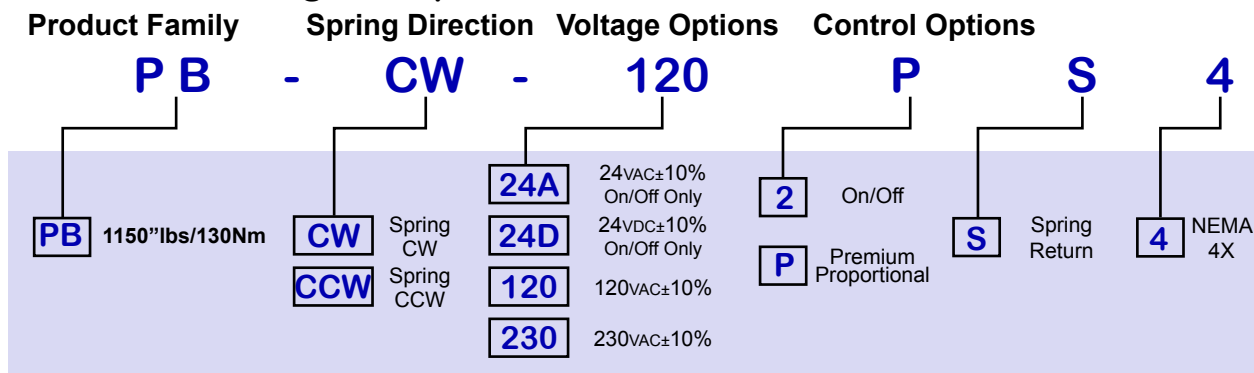 Product Family Spring Direction Voltage Options Control Options
PB - CW - 120 P S 4
PB 1150"lbs/130Nm
CW Spring
CW
CCW Spring
CCW
24A 24VAC±10%
On/Off Only
24D 24VDC±10%
On/Off Only
120 120VAC±10%
230 230VAC±10%
2 On/Off
P Premium
Proportional
S Spring
Return
4 NEMA
4X